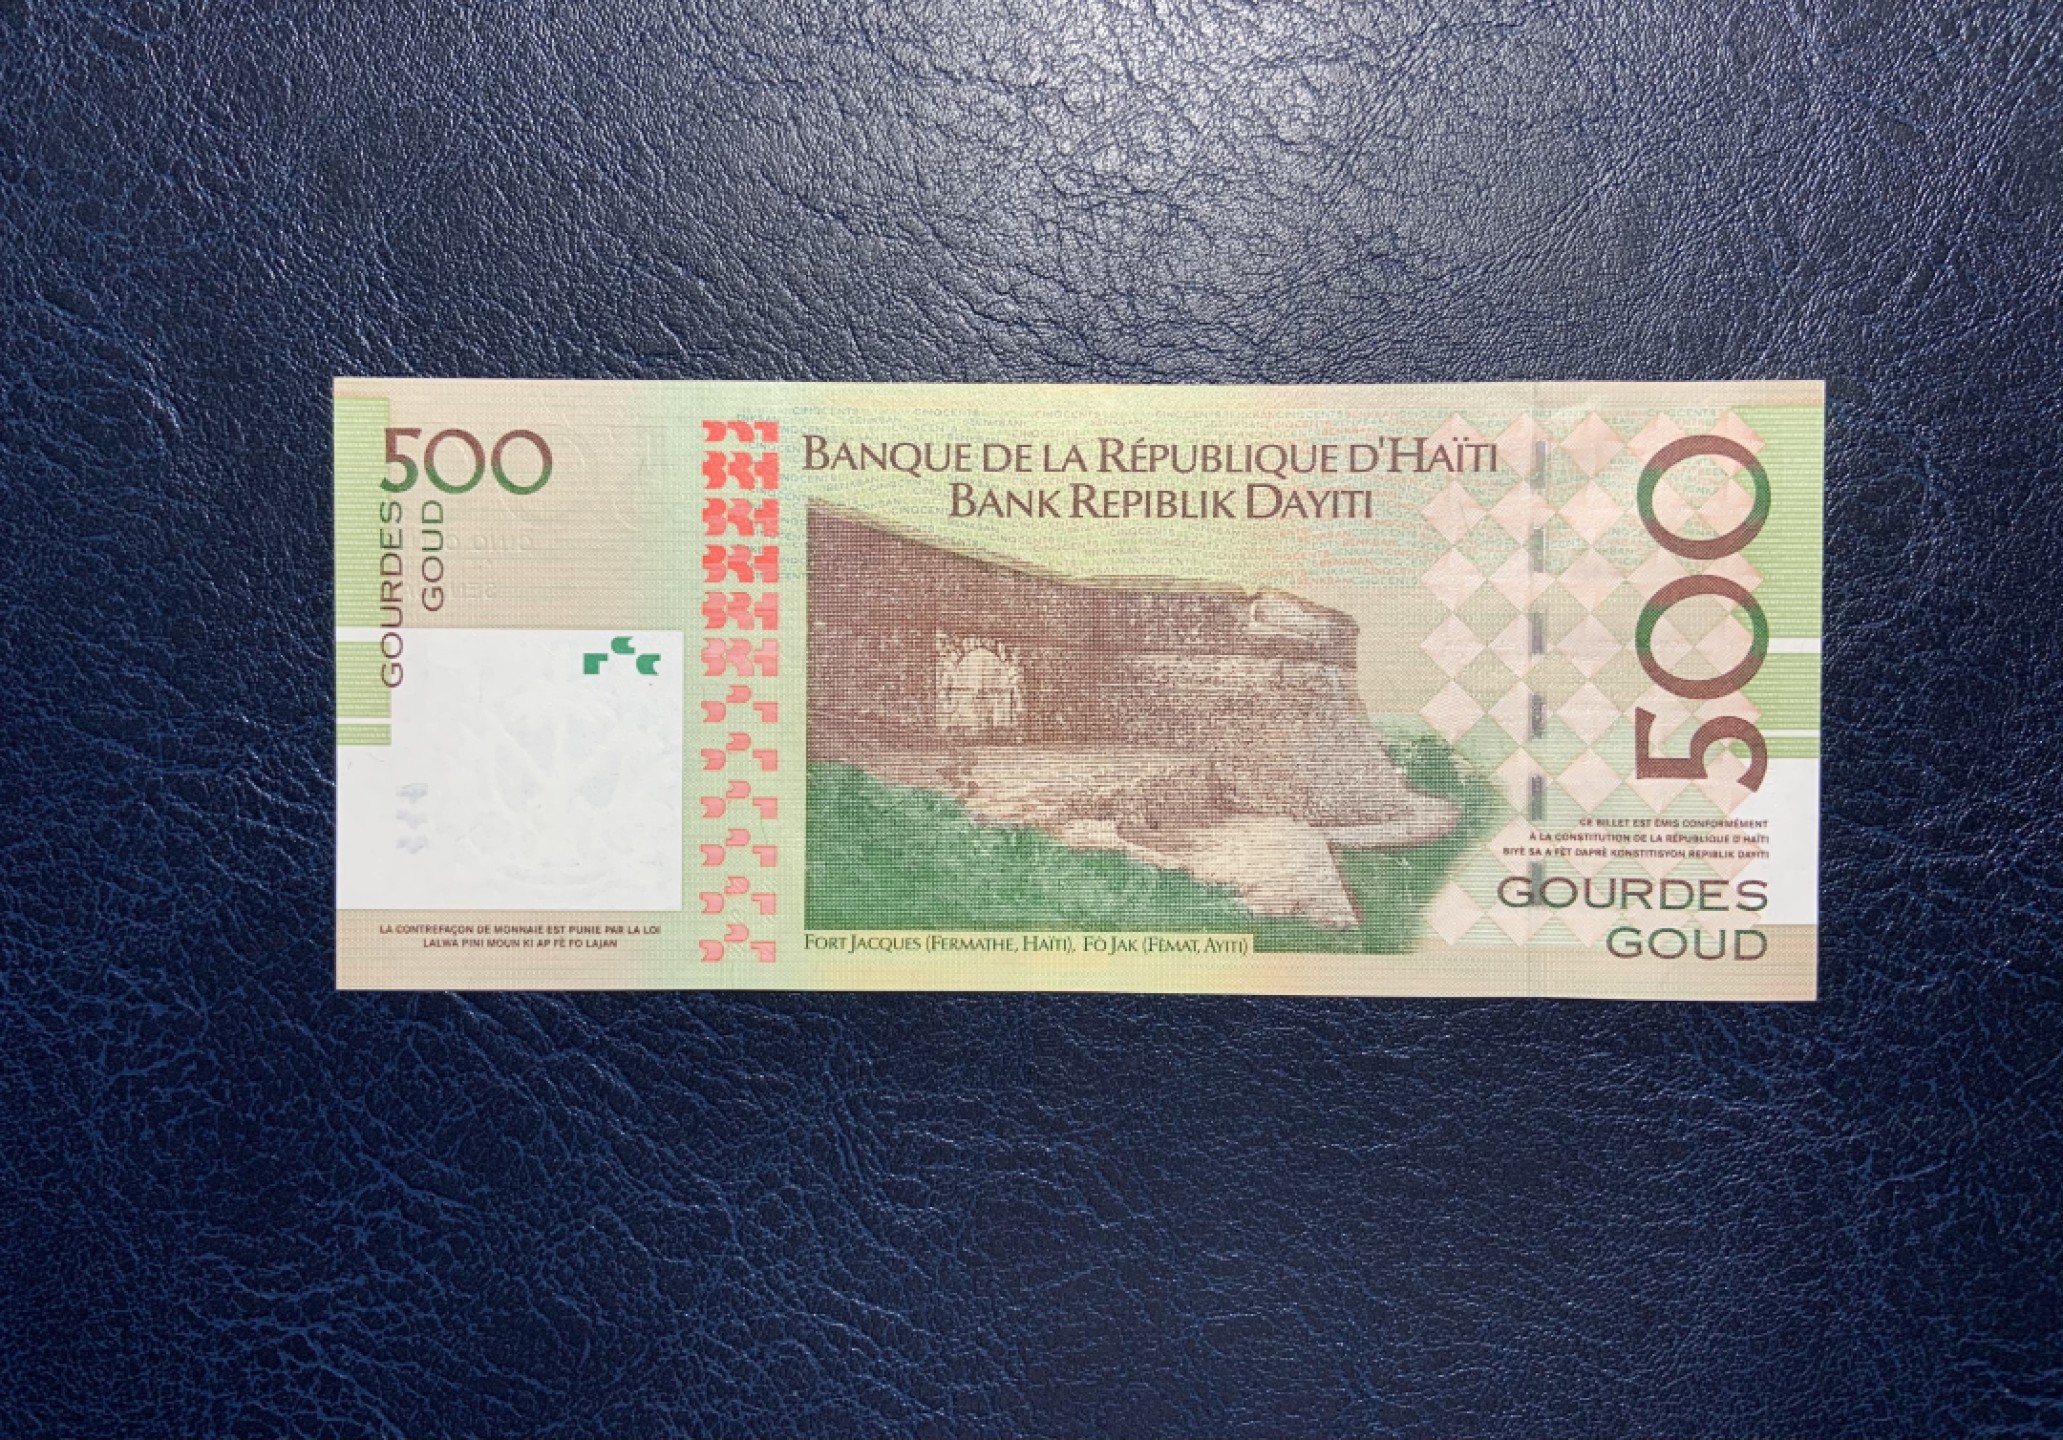 500
GOURDES
GOUD
BANQUE DE LA RÉPUBLIQUE D'HAÏTI
BANK REPIBLIK DAYITI
500
CE BILLET EST ÉMIS CONFORMÉMENT
À LA CONSTITUTION DE LA RÉPUBLIQUE D'HAÏTI
BIYÈ SA A FÈT DAPRÈ KONSTITISYON REPIBLIK DAYITI
GOURDES
GOUD
LA CONTREFAÇON DE MONNAIE EST PUNIE PAR LA LOI
LALWA PINI MOUN KI AP FÈ FO LAJAN
FORT JACQUES (FERMATHE, HAÏTI), FÒ JAK (FÈMAT, AYITI)